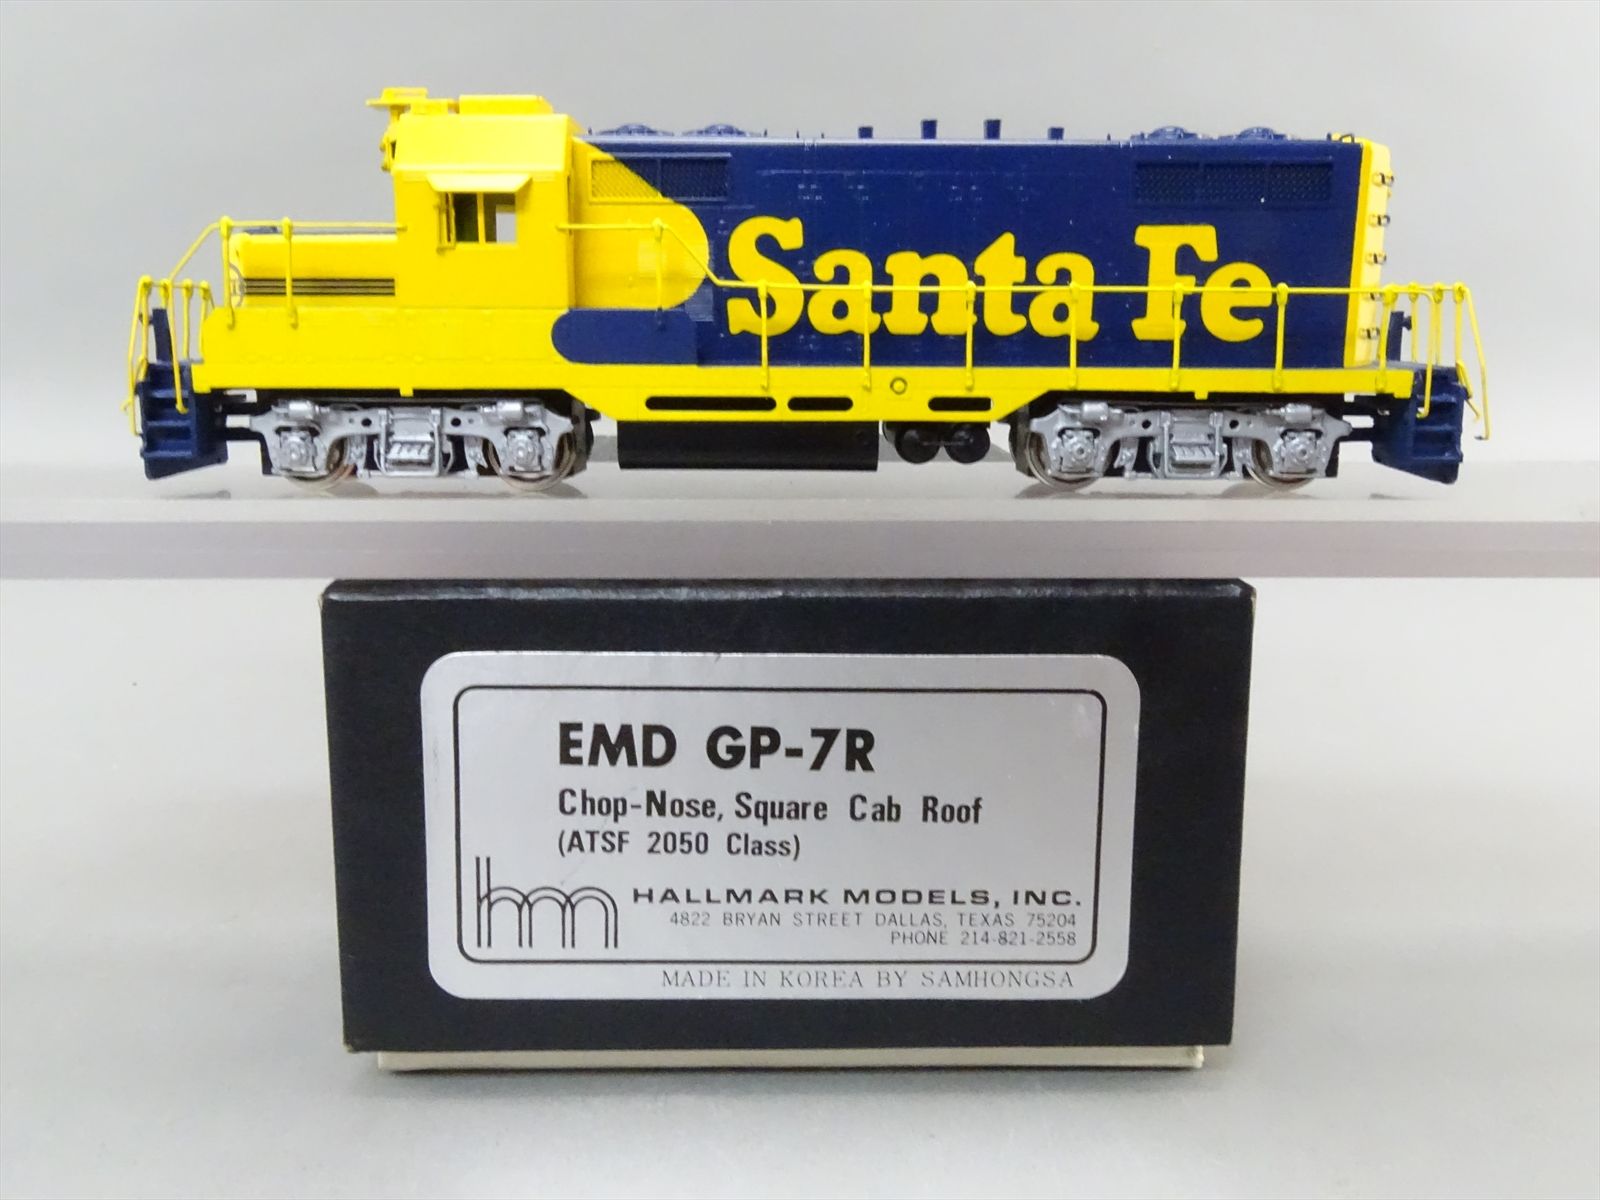 Santa Fe
EMD GP-7R
Chop-Nose, Square Cab Roof
(ATSF 2050 Class)
hm
HALLMARK MODELS, INC.
4822 BRYAN STREET DALLAS, TEXAS 75204
PHONE 214-821-2558
MADE IN KOREA BY SAMHONGSA